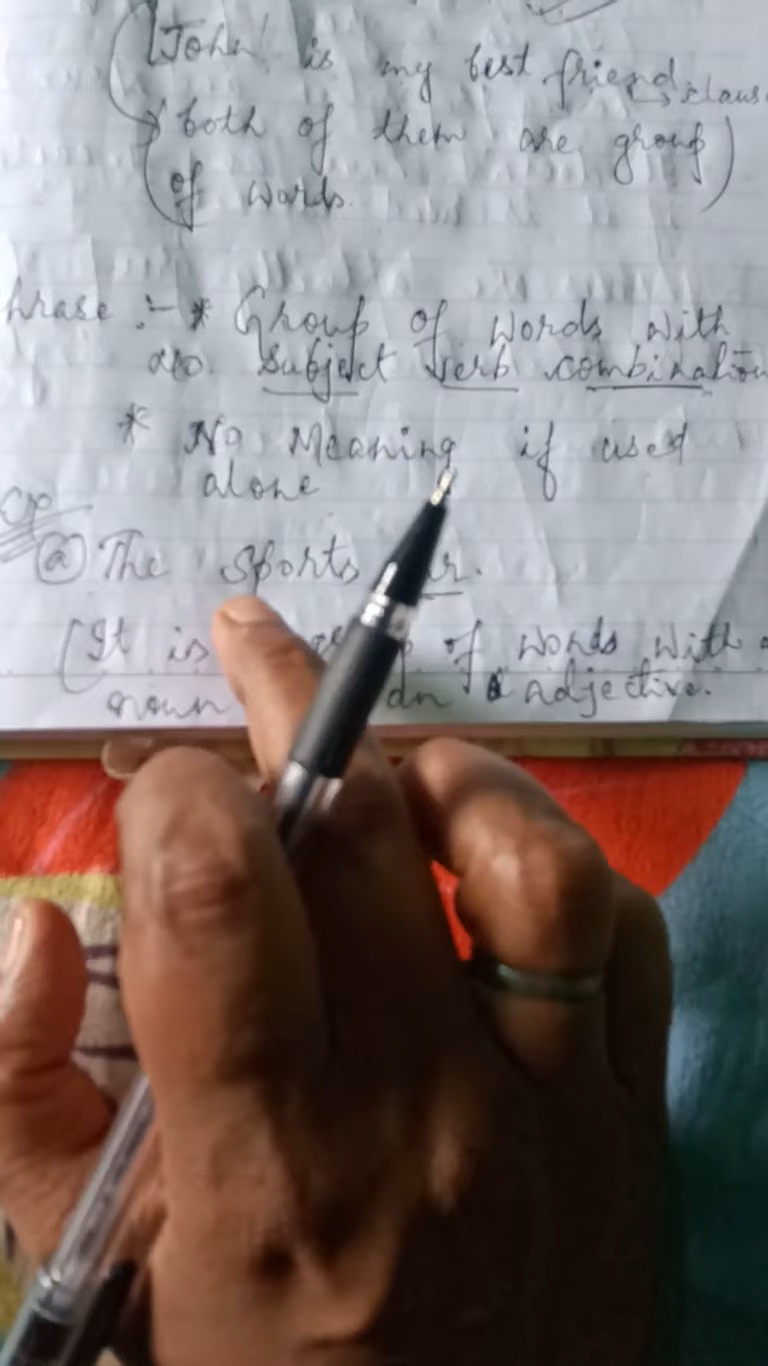 John is my best friend → claus
both of them are group
of words.
hrase :- * Group of words with
no. subject verb combination
* No Meaning if used
alone
(a) The sports
(It is of words with a
noun adjective.